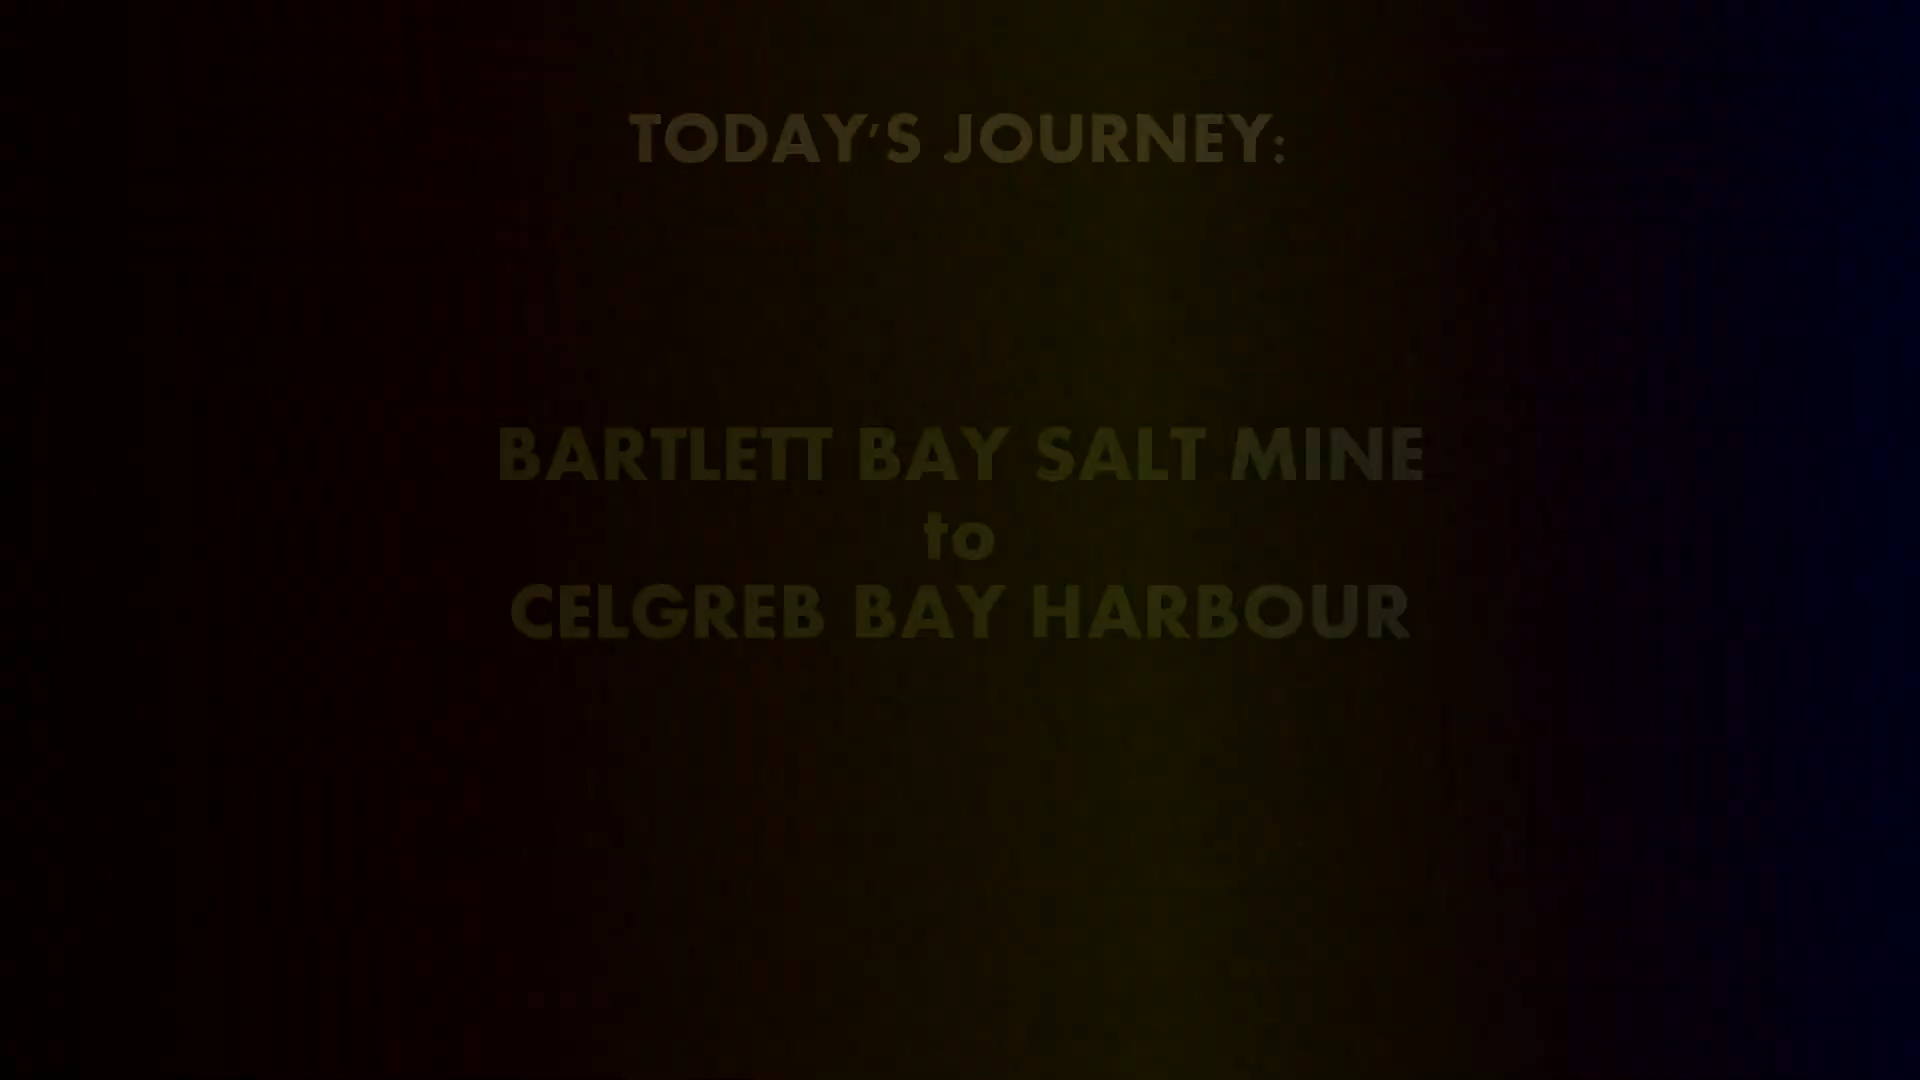 TODAY'S JOURNEY:
BARTLETT BAY SALT MINE
to
CELGREB BAY HARBOUR